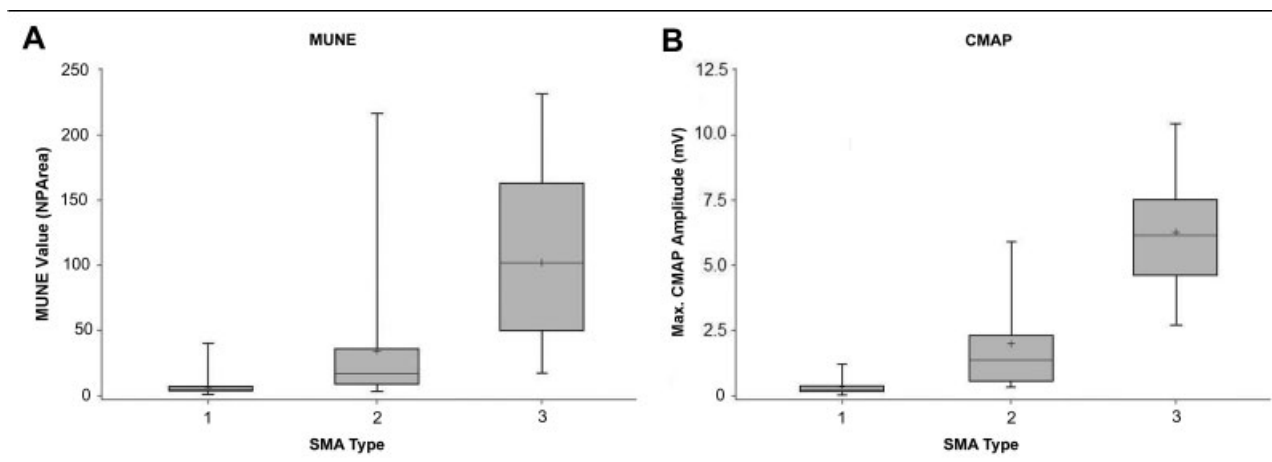 A
MUNE
MUNE Value (NPArea)
250
200
150
100
50
0
1
2
3
SMA Type
B
CMAP
Max. CMAP Amplitude (mV)
12.5
10.0
7.5
5.0
2.5
0
1
2
3
SMA Type